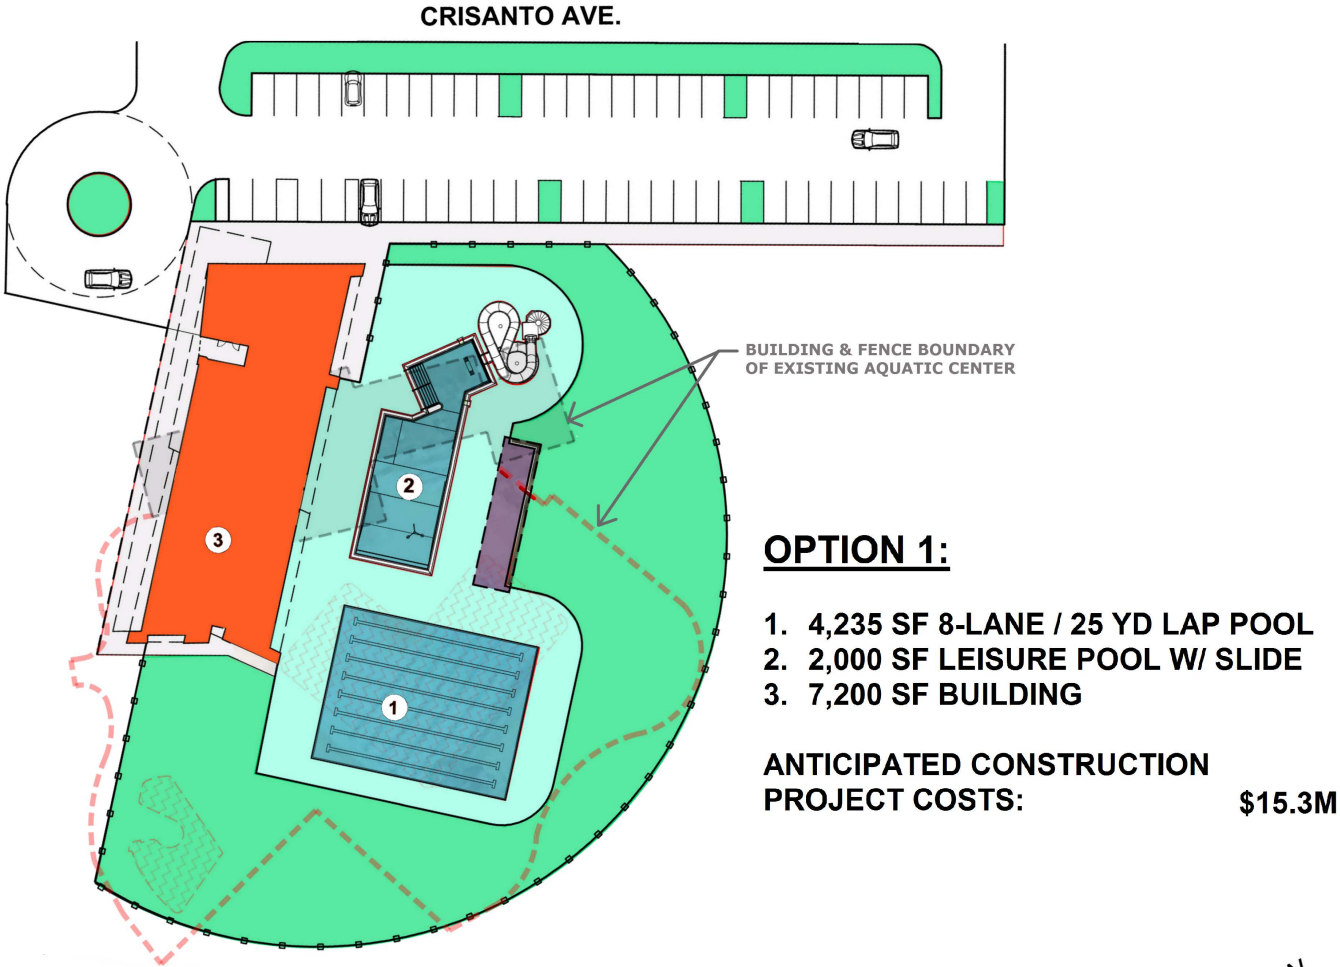 CRISANTO AVE.
BUILDING & FENCE BOUNDARY
OF EXISTING AQUATIC CENTER
2
3
1
OPTION 1:
1. 4,235 SF 8-LANE / 25 YD LAP POOL
2. 2,000 SF LEISURE POOL W/ SLIDE
3. 7,200 SF BUILDING
ANTICIPATED CONSTRUCTION
PROJECT COSTS: $15.3M